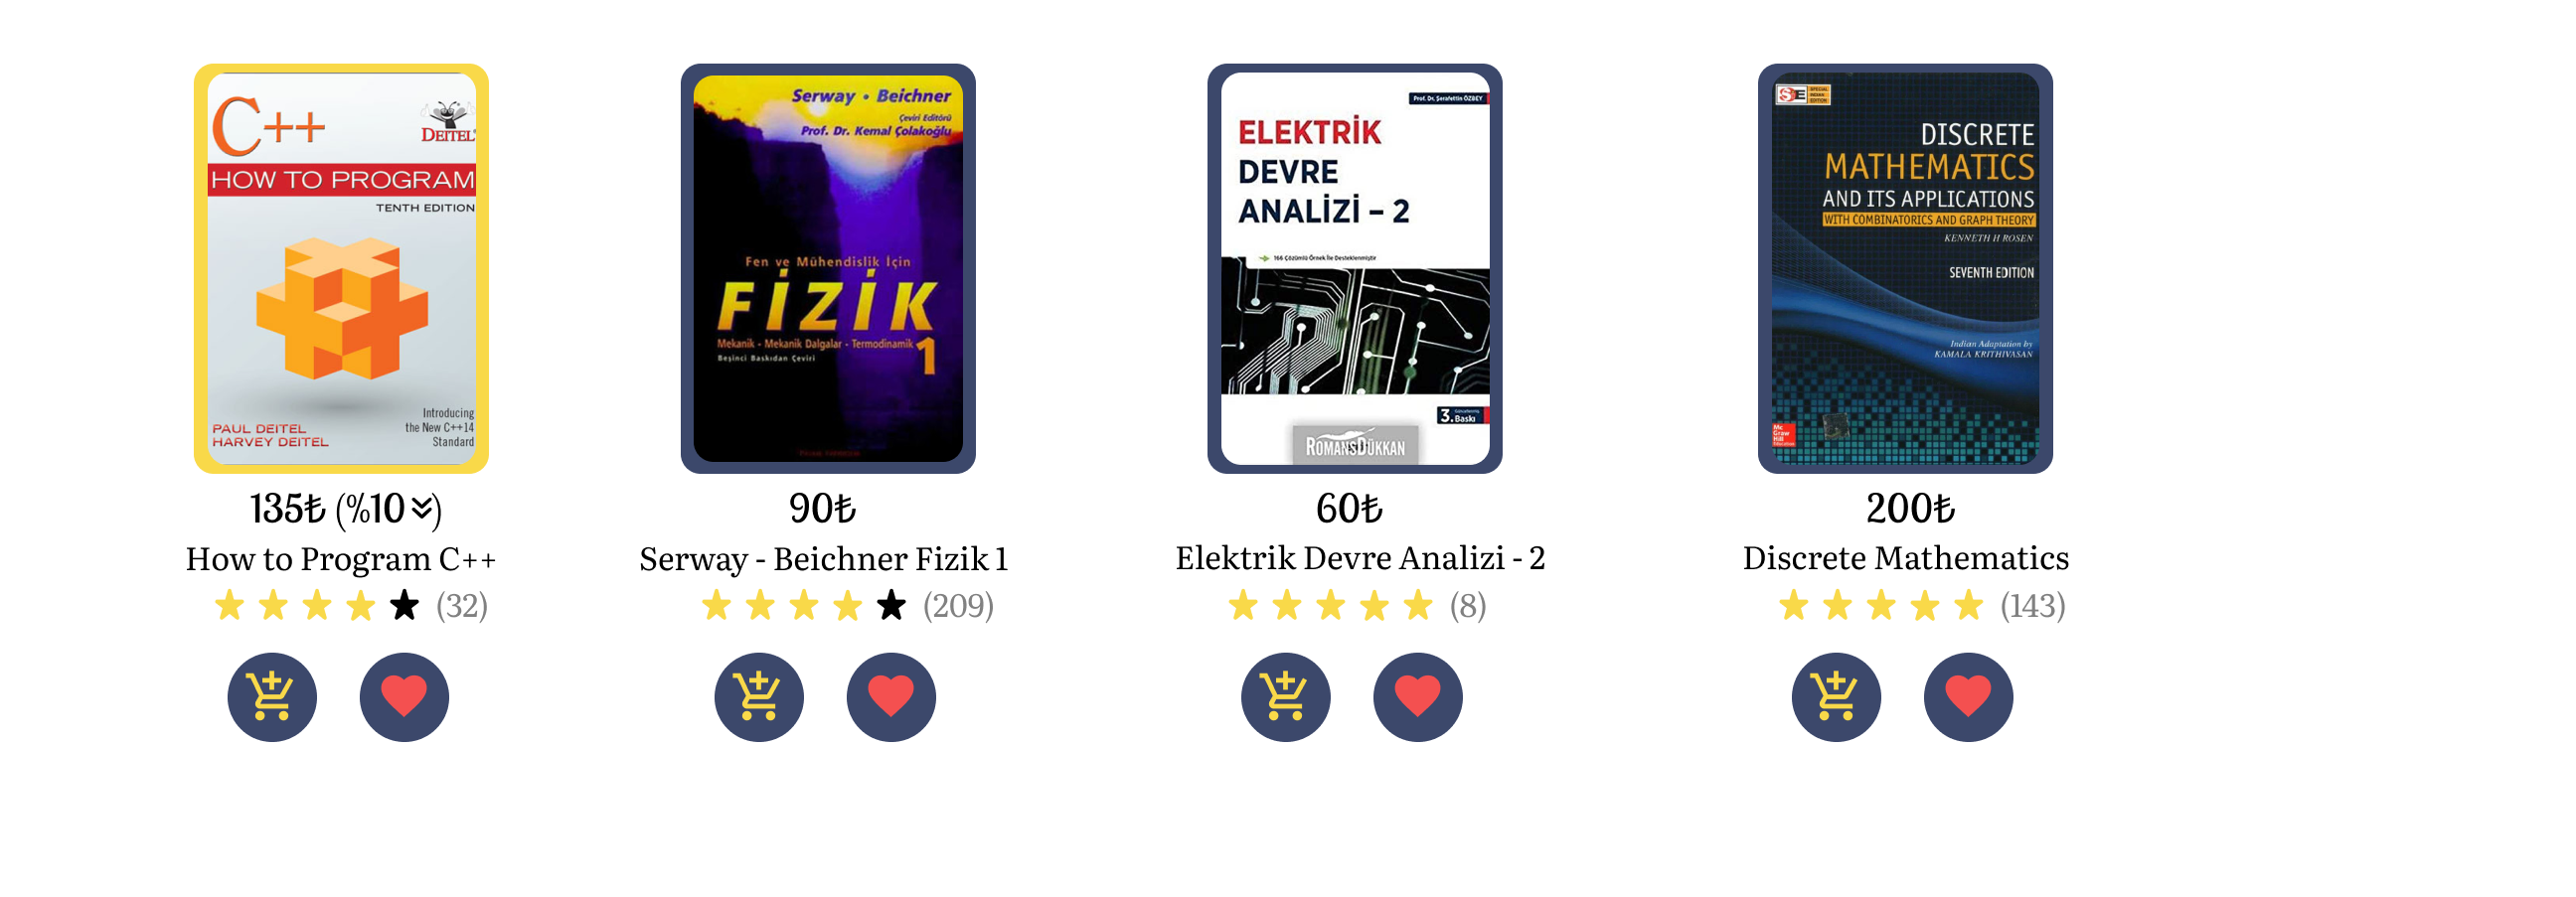 C++
DEITEL
HOW TO PROGRAM
TENTH EDITION
Introducing
the New C++14
Standard
PAUL DEITEL
HARVEY DEITEL
135₺ (%10)
How to Program C++
(32)
Serway • Beichner
Çeviri Editörü
Prof. Dr. Kemal Çolakoğlu
Fen ve Mühendislik İçin
FİZİK
Mekanik - Mekanik Dalgalar - Termodinamik
1
Beşinci Baskıdan Çeviri
90₺
Serway - Beichner Fizik 1
(209)
Prof. Dr. Şerafettin ÖZBEY
ELEKTRİK
DEVRE
ANALİZİ – 2
166 Çözümlü Örnek İle Desteklenmiştir
3. Baskı
ROMANSDÜKKAN
60₺
Elektrik Devre Analizi - 2
(8)
SIE
SPECIAL
INDIAN
EDITION
DISCRETE
MATHEMATICS
AND ITS APPLICATIONS
WITH COMBINATORICS AND GRAPH THEORY
KENNETH H ROSEN
SEVENTH EDITION
Indian Adaptation by
KAMALA KRITHIVASAN
Mc
Graw
Hill
Education
200₺
Discrete Mathematics
(143)